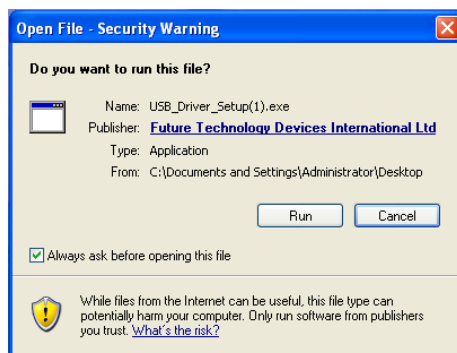 Open File - Security Warning
Do you want to run this file?
Name: USB_Driver_Setup(1).exe
Publisher: Future Technology Devices International Ltd
Type: Application
From: C:\Documents and Settings\Administrator\Desktop
Run Cancel
Always ask before opening this file
While files from the Internet can be useful, this file type can
potentially harm your computer. Only run software from publishers
you trust. What's the risk?